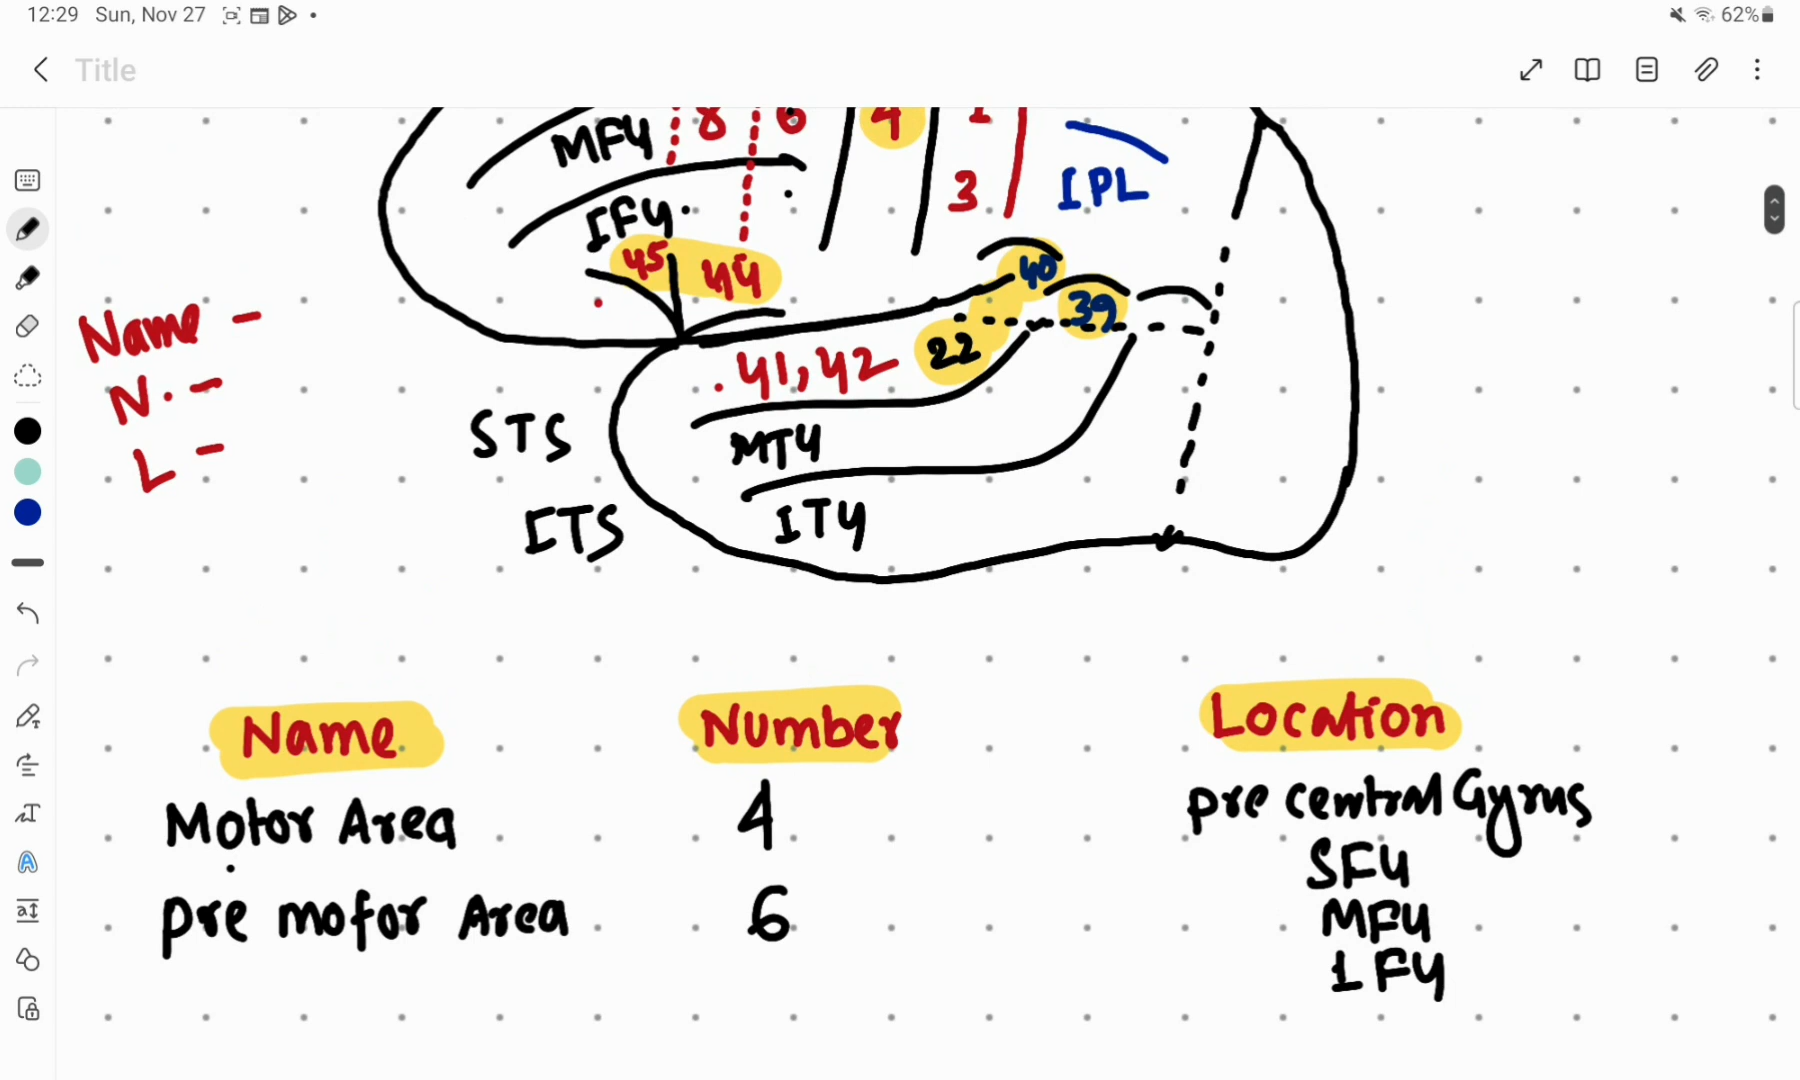 12:29 Sun, Nov 27 62%
Title
MFG 8 6 4 1
3 IPL
IFG
45 44 40
39
Name -
22
41, 42
N. -
STS MTG
L -
ITS ITG
Name Number Location
Motor Area 4 pre central Gyrus
SFG
pre motor Area 6 MFG
IFG